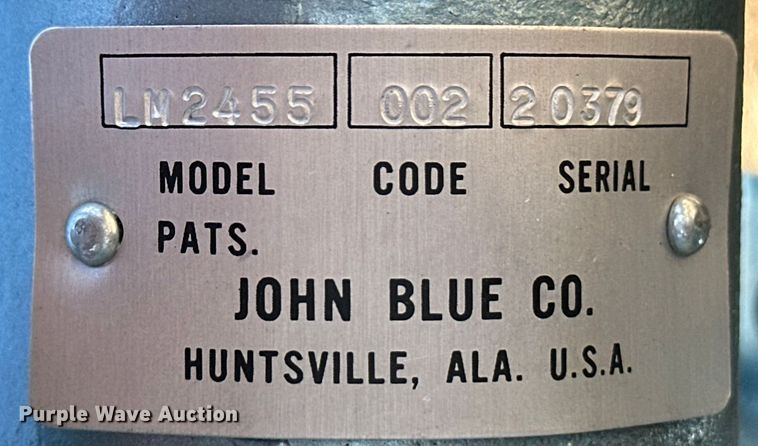 LM2455 002 20379
MODEL CODE SERIAL
PATS.
JOHN BLUE CO.
HUNTSVILLE, ALA. U.S.A.
Purple Wave Auction